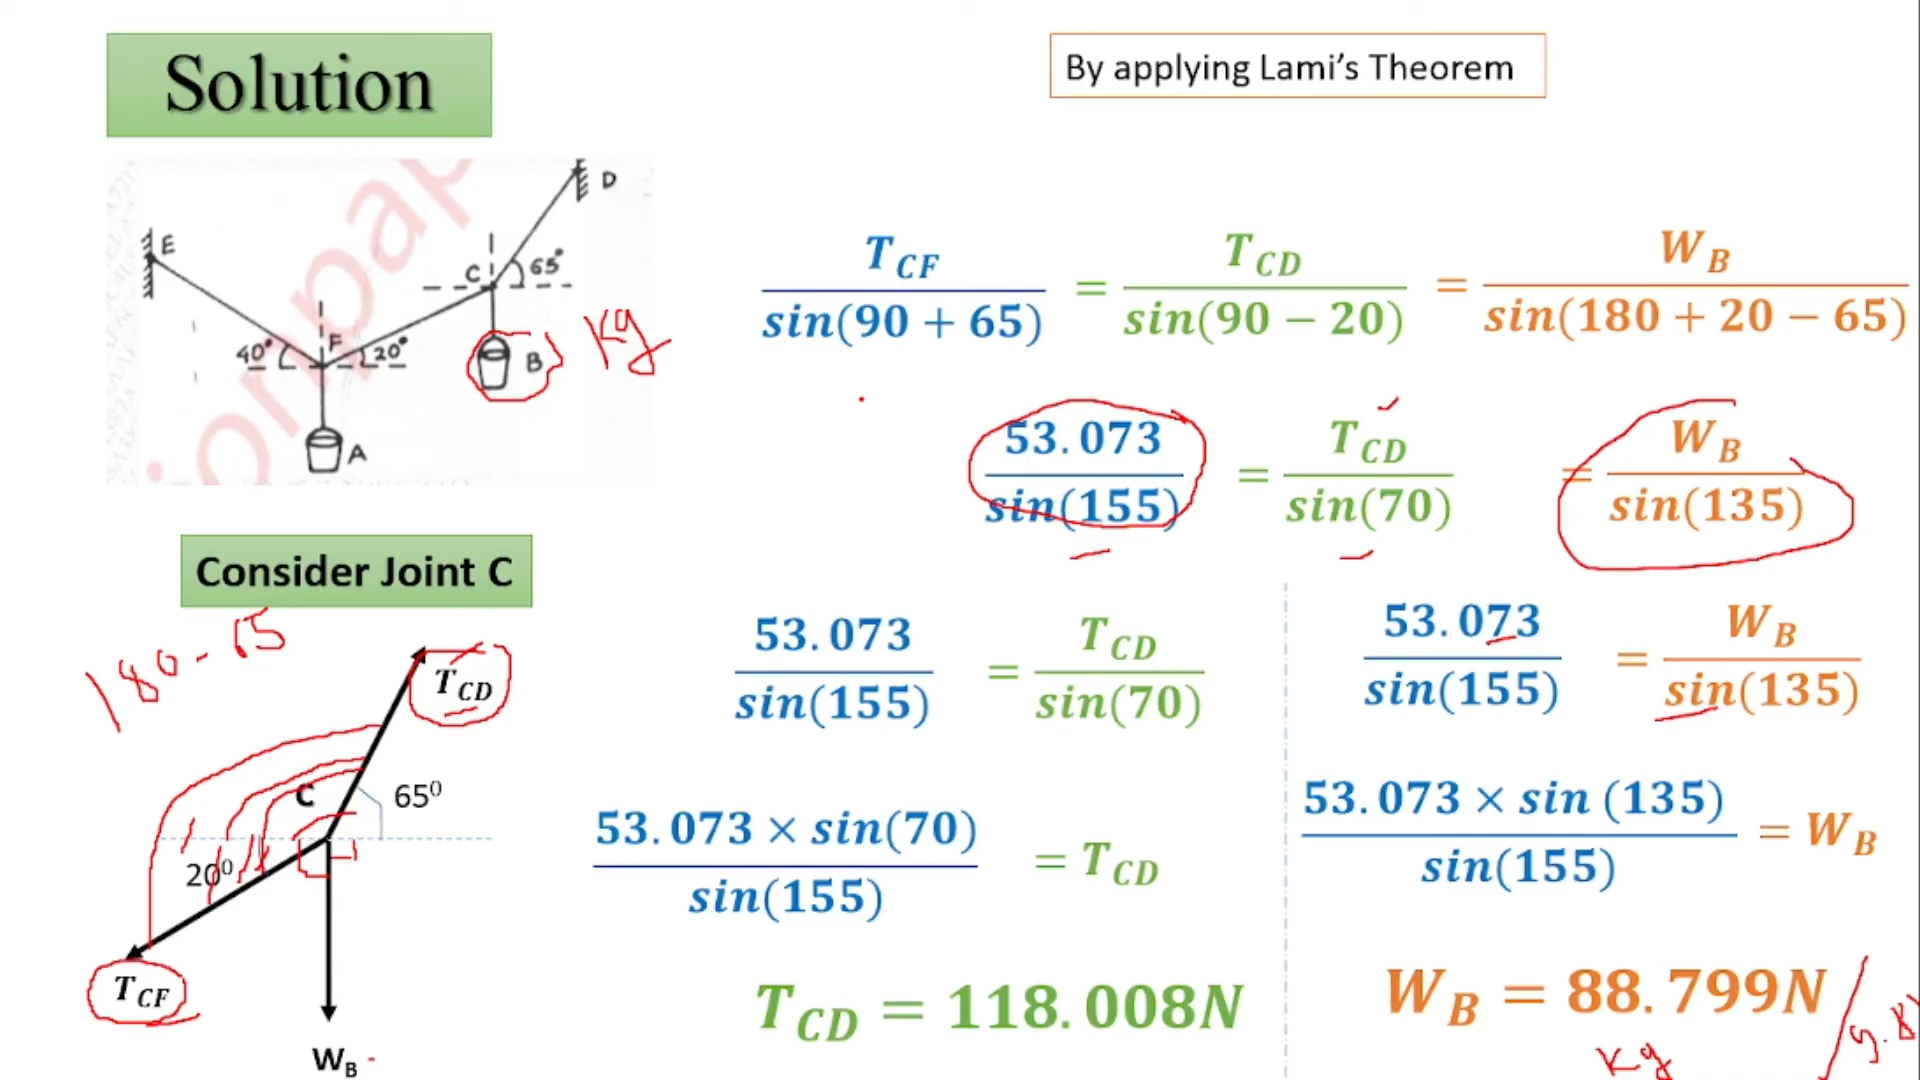 Solution
By applying Lami's Theorem
E
D
C
65°
F
40°
20°
B
A
kg
T_CF / sin(90 + 65) = T_CD / sin(90 − 20) = W_B / sin(180 + 20 − 65)
53.073 / sin(155) = T_CD / sin(70) = W_B / sin(135)
Consider Joint C
180 - 65
T_CD
C
65⁰
20⁰
T_CF
W_B
53.073 / sin(155) = T_CD / sin(70)
53.073 × sin(70) / sin(155) = T_CD
T_CD = 118.008N
53.073 / sin(155) = W_B / sin(135)
53.073 × sin (135) / sin(155) = W_B
W_B = 88.799N
kg
/ 9.81